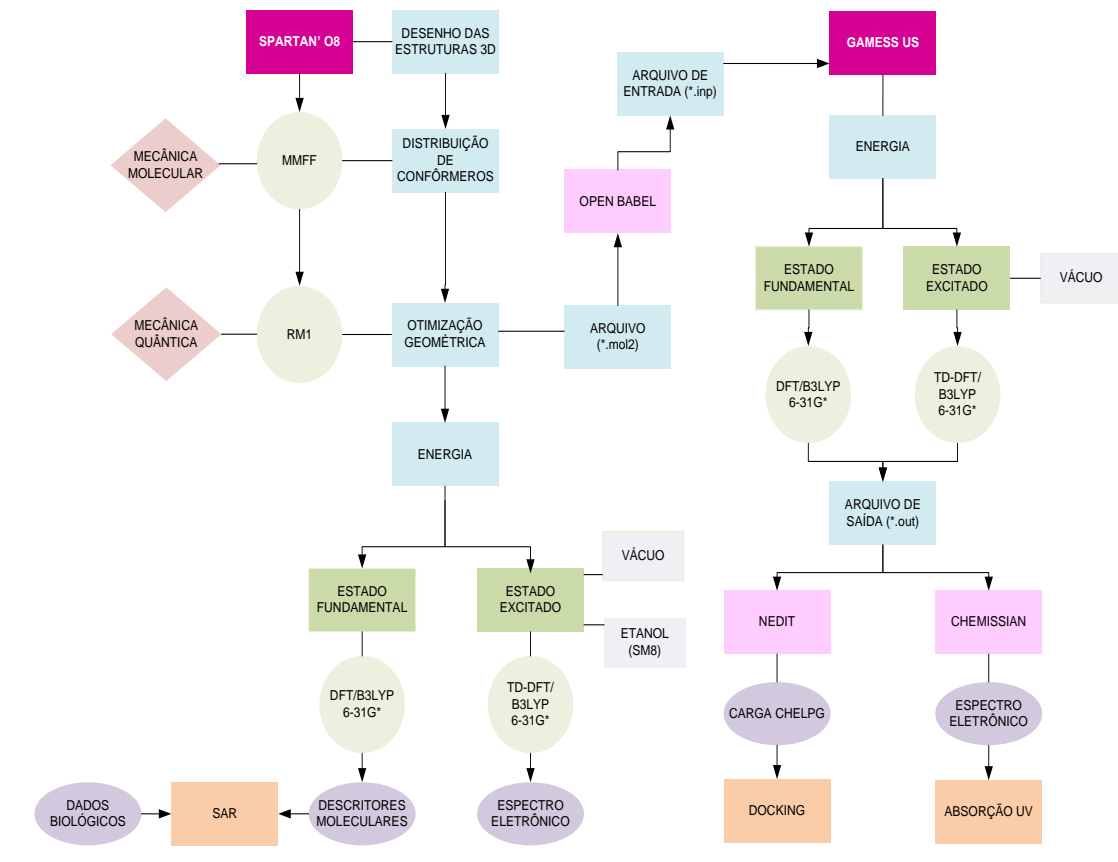 SPARTAN' O8
DESENHO DAS
ESTRUTURAS 3D
MECÂNICA
MOLECULAR
MMFF
DISTRIBUIÇÃO
DE
CONFÔRMEROS
MECÂNICA
QUÂNTICA
RM1
OTIMIZAÇÃO
GEOMÉTRICA
ARQUIVO
(*.mol2)
OPEN BABEL
ARQUIVO DE
ENTRADA (*.inp)
ENERGIA
ESTADO
FUNDAMENTAL
ESTADO
EXCITADO
VÁCUO
ETANOL
(SM8)
DFT/B3LYP
6-31G*
TD-DFT/
B3LYP
6-31G*
DADOS
BIOLÓGICOS
SAR
DESCRITORES
MOLECULARES
ESPECTRO
ELETRÔNICO
GAMESS US
ENERGIA
ESTADO
FUNDAMENTAL
ESTADO
EXCITADO
VÁCUO
DFT/B3LYP
6-31G*
TD-DFT/
B3LYP
6-31G*
ARQUIVO DE
SAÍDA (*.out)
NEDIT
CHEMISSIAN
CARGA CHELPG
ESPECTRO
ELETRÔNICO
DOCKING
ABSORÇÃO UV